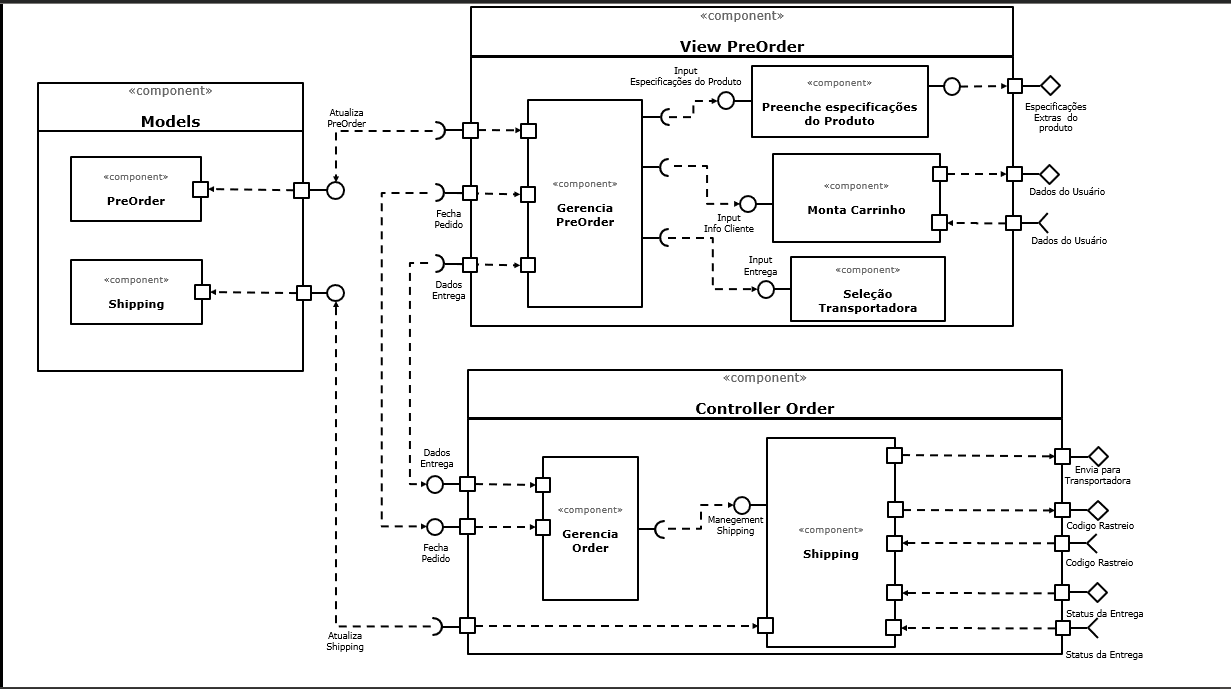 «component»
Models
«component»
PreOrder
«component»
Shipping
Atualiza
PreOrder
Fecha
Pedido
Dados
Entrega
«component»
View PreOrder
«component»
Gerencia
PreOrder
Input
Especificações do Produto
«component»
Preenche especificações
do Produto
Especificações
Extras do
produto
Input
Info Cliente
«component»
Monta Carrinho
Dados do Usuário
Dados do Usuário
Input
Entrega
«component»
Seleção
Transportadora
«component»
Controller Order
Dados
Entrega
Fecha
Pedido
Atualiza
Shipping
«component»
Gerencia
Order
Manegement
Shipping
«component»
Shipping
Envia para
Transportadora
Codigo Rastreio
Codigo Rastreio
Status da Entrega
Status da Entrega